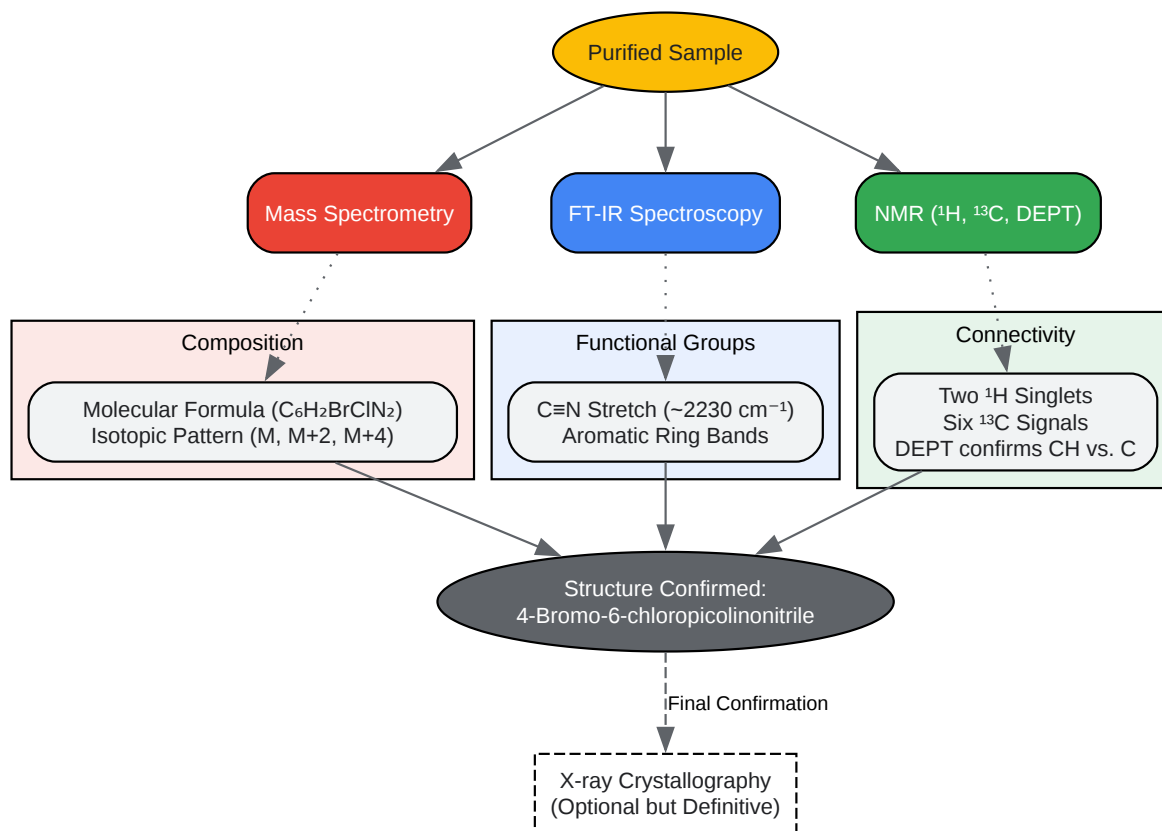 Purified Sample
Mass Spectrometry
FT-IR Spectroscopy
NMR (¹H, ¹³C, DEPT)
Composition
Molecular Formula (C₆H₂BrClN₂)
Isotopic Pattern (M, M+2, M+4)
Functional Groups
C≡N Stretch (~2230 cm⁻¹)
Aromatic Ring Bands
Connectivity
Two ¹H Singlets
Six ¹³C Signals
DEPT confirms CH vs. C
Structure Confirmed:
4-Bromo-6-chloropicolinonitrile
Final Confirmation
X-ray Crystallography
(Optional but Definitive)